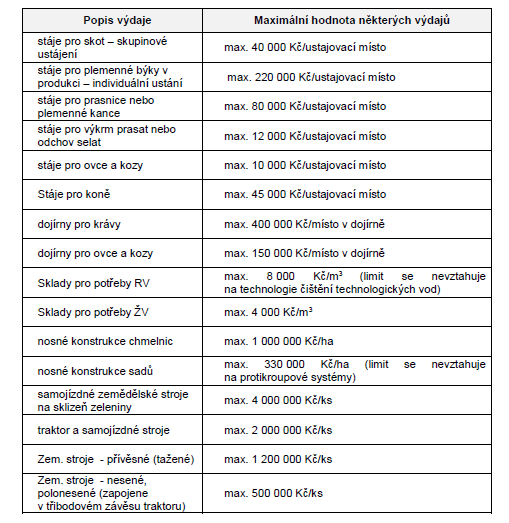 Popis výdaje
Maximální hodnota některých výdajů
stáje pro skot – skupinové
ustájení
max. 40 000 Kč/ustajovací místo
stáje pro plemenné býky v
produkci – individuální ustání
max. 220 000 Kč/ustajovací místo
stáje pro prasnice nebo
plemenné kance
max. 80 000 Kč/ustajovací místo
stáje pro výkrm prasat nebo
odchov selat
max. 12 000 Kč/ustajovací místo
stáje pro ovce a kozy
max. 10 000 Kč/ustajovací místo
Stáje pro koně
max. 45 000 Kč/ustajovací místo
dojírny pro krávy
max. 400 000 Kč/místo v dojírně
dojírny pro ovce a kozy
max. 150 000 Kč/místo v dojírně
Sklady pro potřeby RV
max. 8 000 Kč/m³ (limit se nevztahuje
na technologie čištění technologických vod)
Sklady pro potřeby ŽV
max. 4 000 Kč/m³
nosné konstrukce chmelnic
max. 1 000 000 Kč/ha
nosné konstrukce sadů
max. 330 000 Kč/ha (limit se nevztahuje
na protikroupové systémy)
samojízdné zemědělské stroje
na sklizeň zeleniny
max. 4 000 000 Kč/ks
traktor a samojízdné stroje
max. 2 000 000 Kč/ks
Zem. stroje - přívěsné (tažené)
max. 1 200 000 Kč/ks
Zem. stroje - nesené,
polonesené (zapojene
v tříbodovém závěsu traktoru)
max. 500 000 Kč/ks